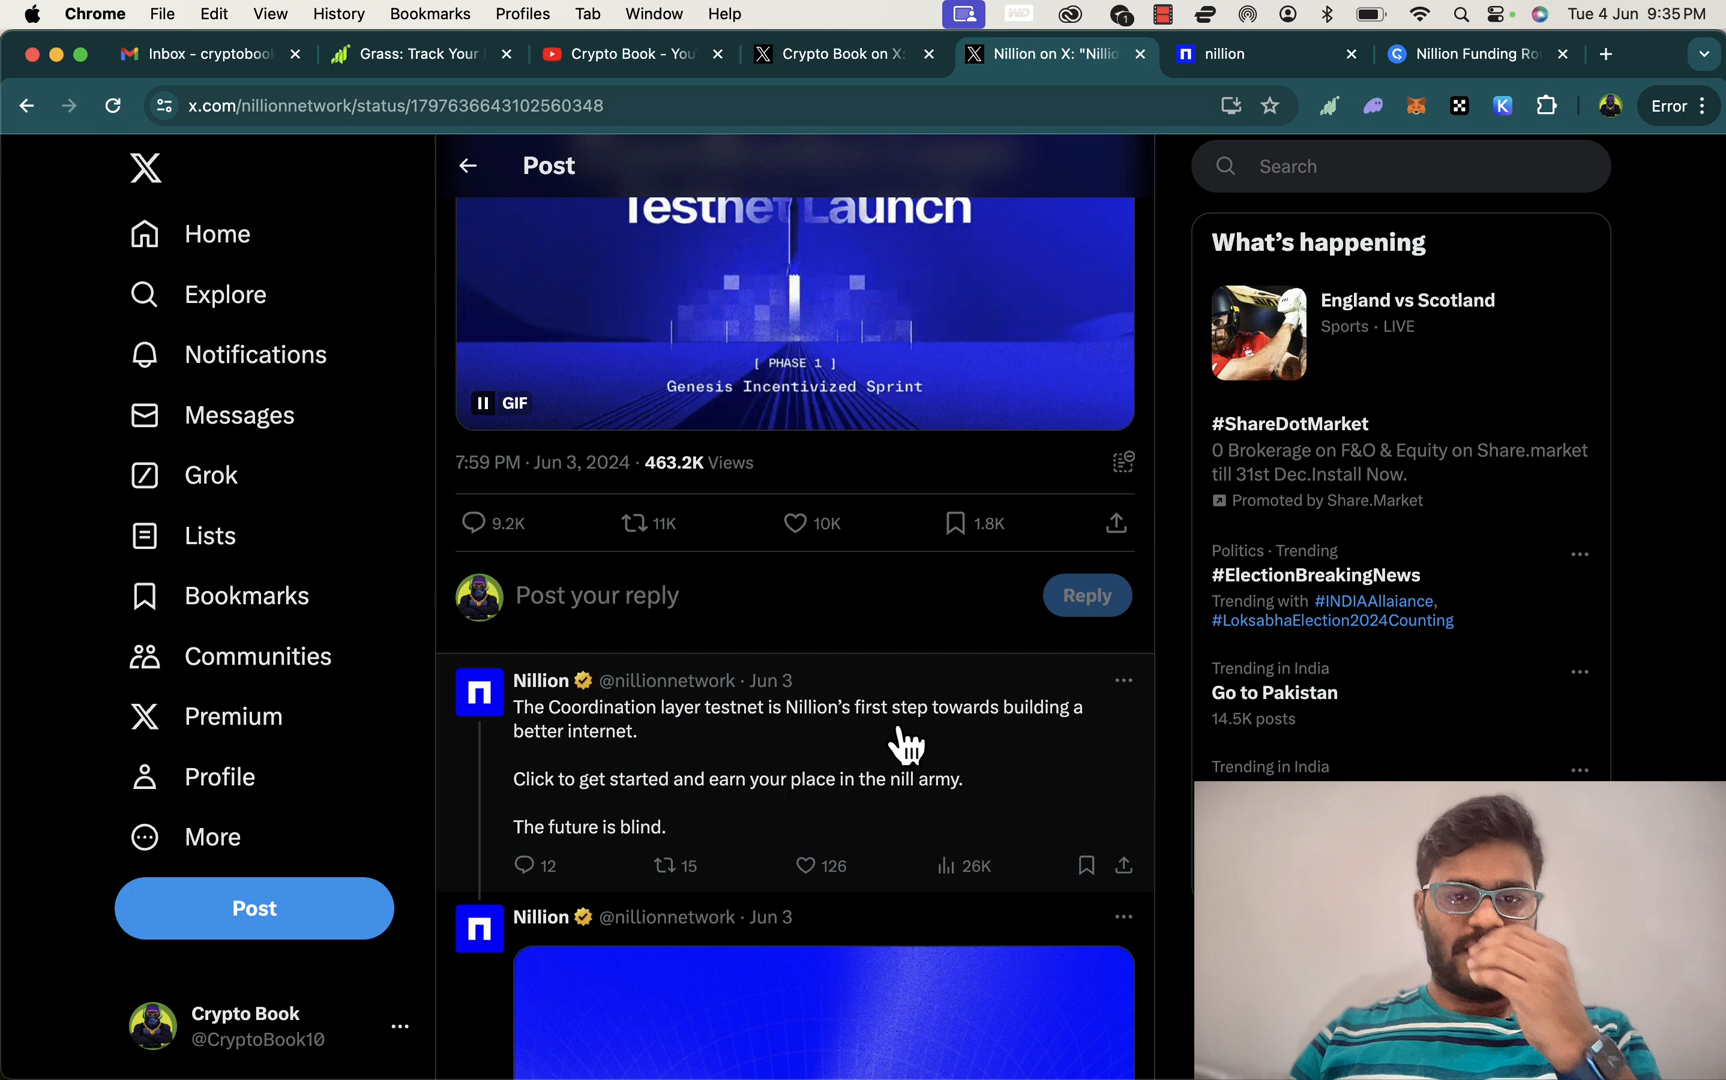 Chrome File Edit View History Bookmarks Profiles Tab Window Help Tue 4 Jun 9:35 PM
Inbox - cryptoboo Grass: Track Your Crypto Book - You Crypto Book on X: Nillion on X: "Nillio nillion Nillion Funding Ro
x.com/nillionnetwork/status/1797636643102560348 Error
Post
Search
Home
Explore
Notifications
Messages
Grok
Lists
Bookmarks
Communities
Premium
Profile
More
Post
Crypto Book
@CryptoBook10
Testnet Launch
[ PHASE 1 ]
Genesis Incentivized Sprint
GIF
7:59 PM · Jun 3, 2024 · 463.2K Views
9.2K 11K 10K 1.8K
Post your reply Reply
Nillion @nillionnetwork · Jun 3
The Coordination layer testnet is Nillion's first step towards building a
better internet.
Click to get started and earn your place in the nill army.
The future is blind.
12 15 126 26K
Nillion @nillionnetwork · Jun 3
What's happening
England vs Scotland
Sports · LIVE
#ShareDotMarket
0 Brokerage on F&O & Equity on Share.market
till 31st Dec.Install Now.
Promoted by Share.Market
Politics · Trending
#ElectionBreakingNews
Trending with #INDIAAllaiance,
#LoksabhaElection2024Counting
Trending in India
Go to Pakistan
14.5K posts
Trending in India